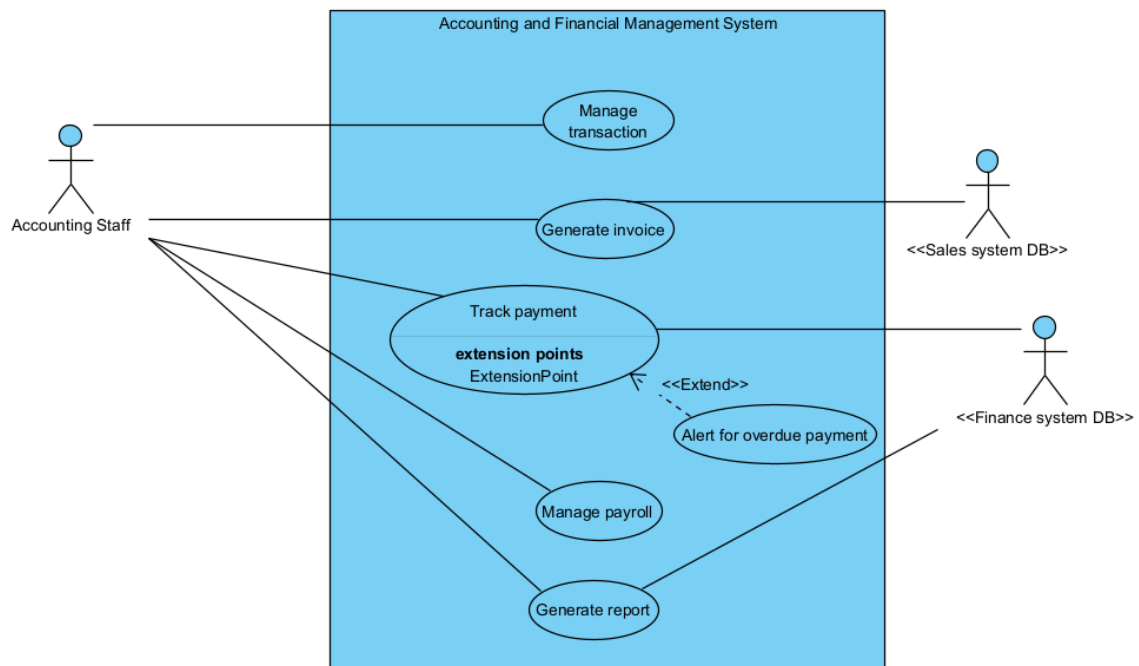 Accounting and Financial Management System
Manage
transaction
Accounting Staff
Generate invoice
<<Sales system DB>>
Track payment
extension points
ExtensionPoint
<<Extend>>
<<Finance system DB>>
Alert for overdue payment
Manage payroll
Generate report